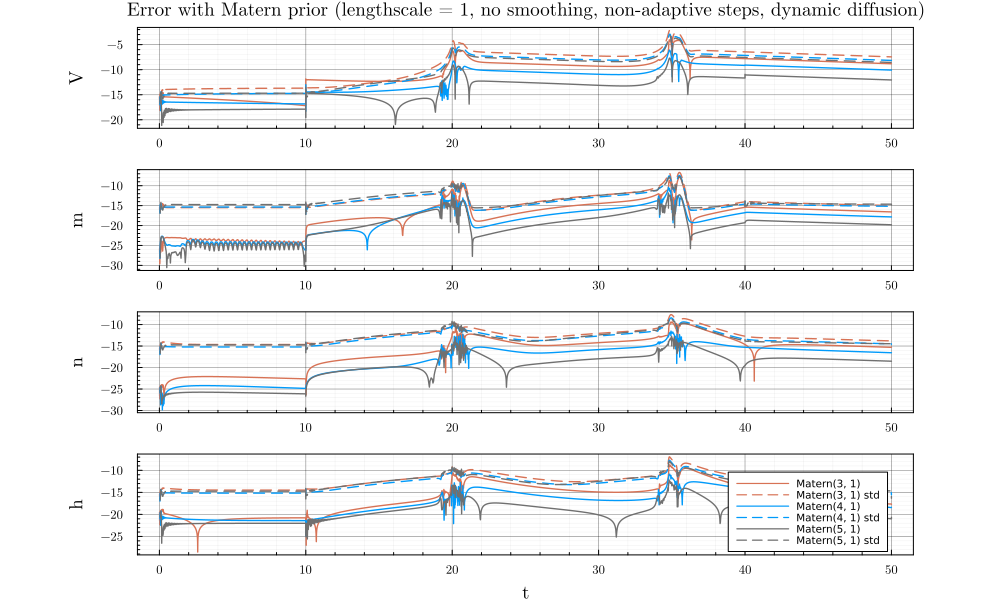 Error with Matern prior (lengthscale = 1, no smoothing, non-adaptive steps, dynamic diffusion)
V
−5
−10
−15
−20
0 10 20 30 40 50
m
−10
−15
−20
−25
−30
0 10 20 30 40 50
n
−10
−15
−20
−25
−30
0 10 20 30 40 50
h
−10
−15
−20
−25
Matern(3, 1)
Matern(3, 1) std
Matern(4, 1)
Matern(4, 1) std
Matern(5, 1)
Matern(5, 1) std
0 10 20 30 40 50
t